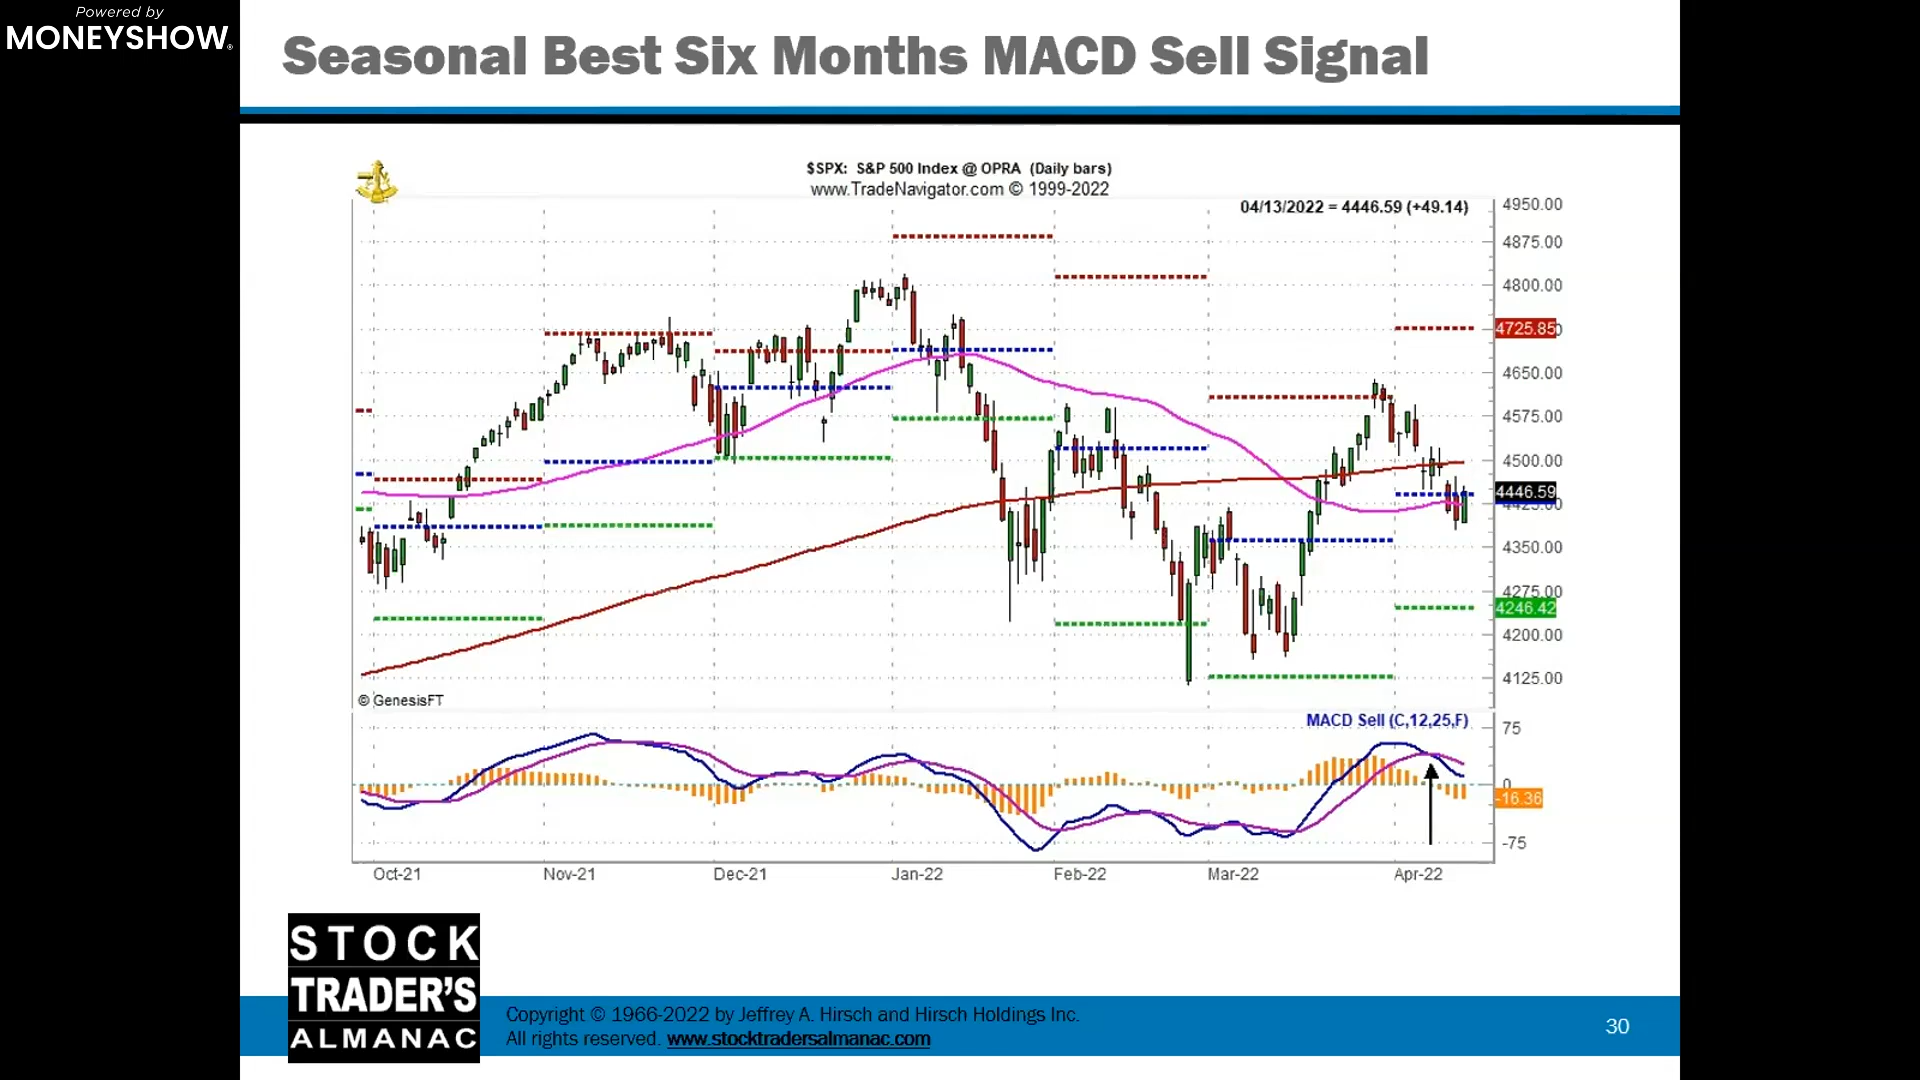 Powered by
MONEYSHOW®
Seasonal Best Six Months MACD Sell Signal
$SPX: S&P 500 Index @ OPRA (Daily bars)
www.TradeNavigator.com © 1999-2022
04/13/2022 = 4446.59 (+49.14)
4950.00
4875.00
4800.00
4725.85
4650.00
4575.00
4500.00
4446.59
4425.00
4350.00
4275.00
4246.42
4200.00
4125.00
© GenesisFT
MACD Sell (C,12,25,F)
75
0
-16.36
-75
Oct-21 Nov-21 Dec-21 Jan-22 Feb-22 Mar-22 Apr-22
STOCK
TRADER'S
ALMANAC
Copyright © 1966-2022 by Jeffrey A. Hirsch and Hirsch Holdings Inc.
All rights reserved. www.stocktradersalmanac.com
30